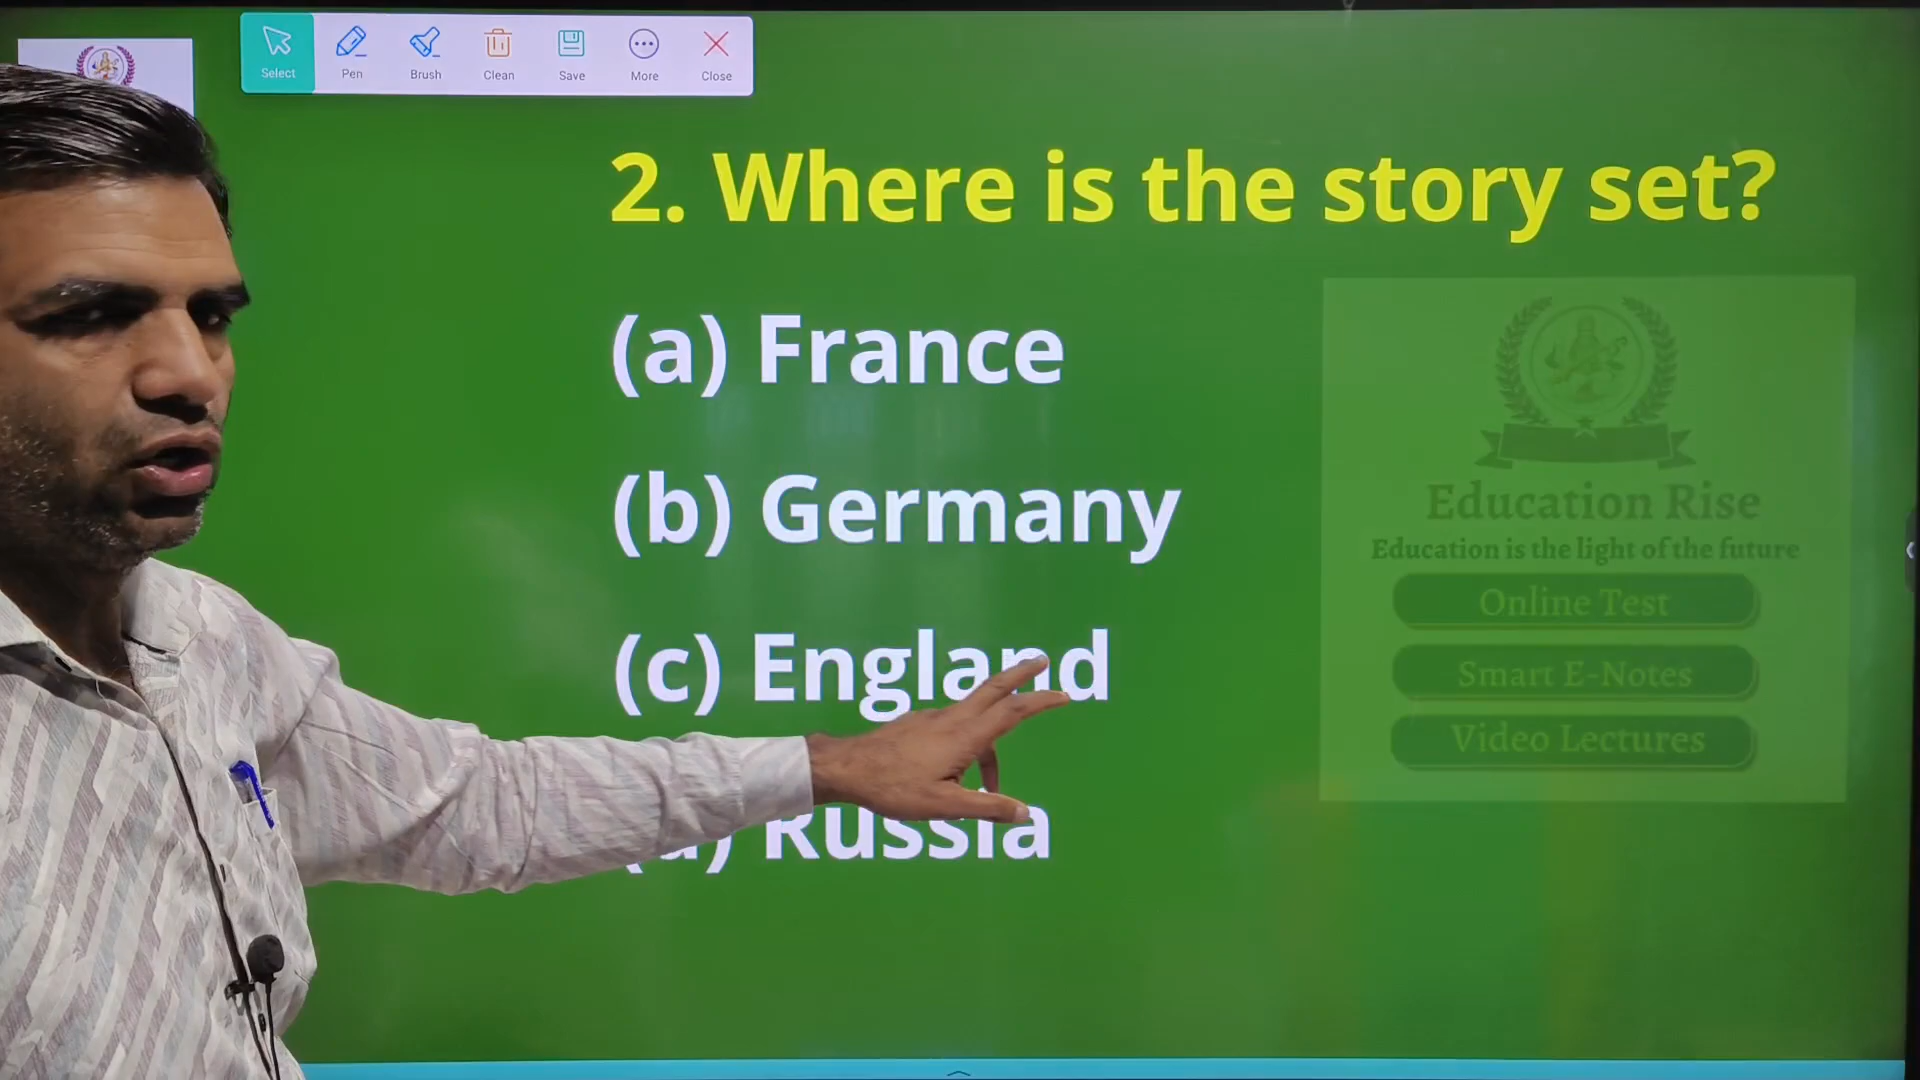 Select Pen Brush Clean Save More Close
2. Where is the story set?
(a) France
(b) Germany
(c) England
(d) Russia
Education Rise
Education is the light of the future
Online Test
Smart E-Notes
Video Lectures